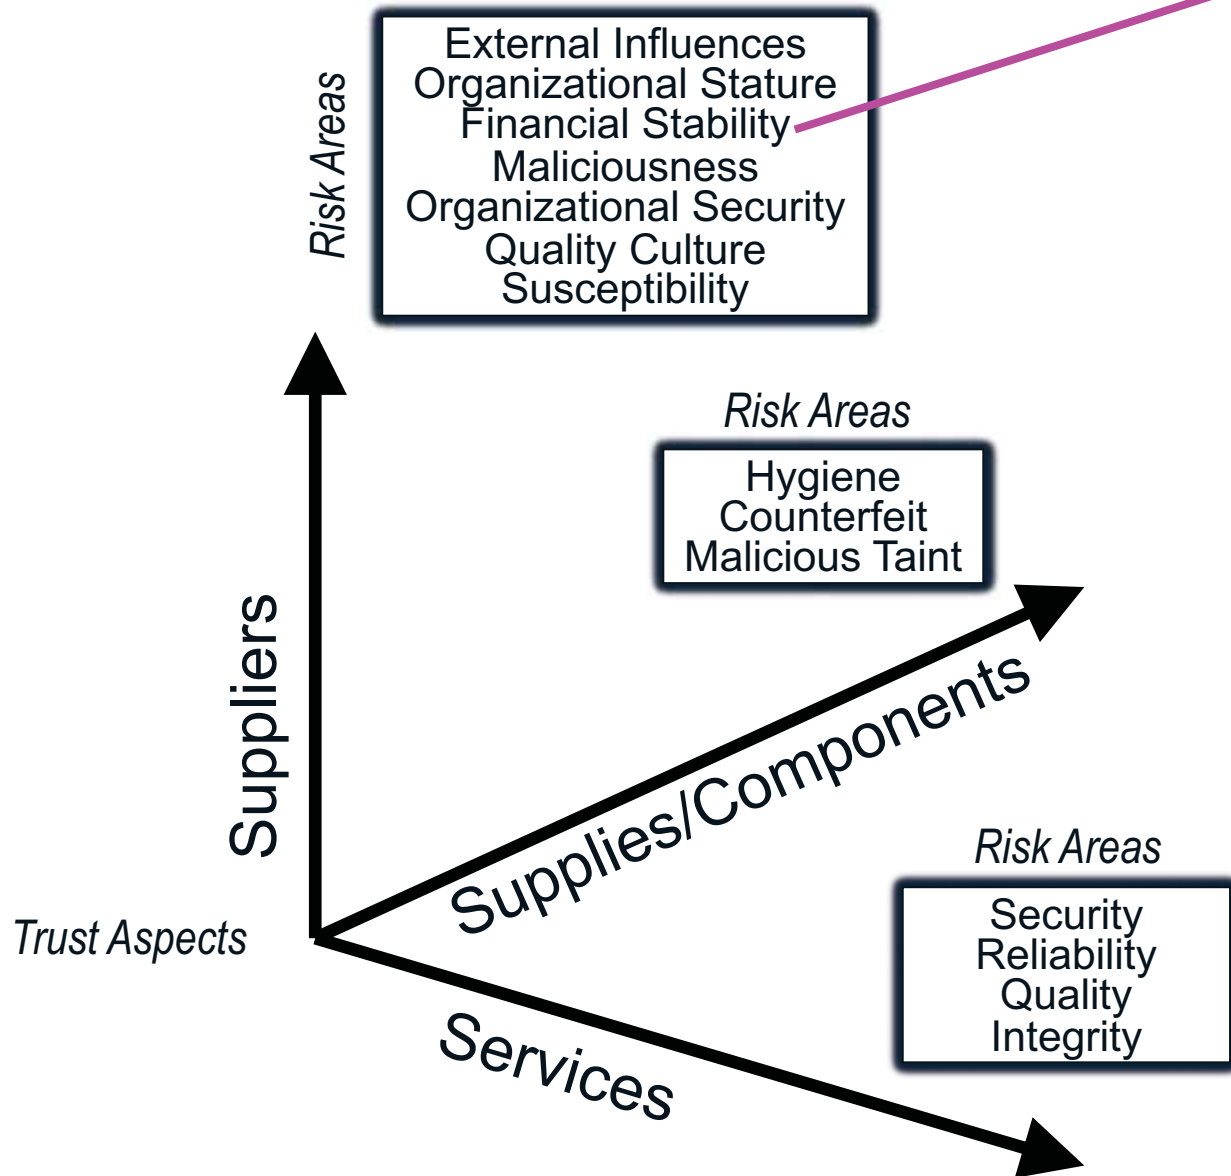 Risk Areas
External Influences
Organizational Stature
Financial Stability
Maliciousness
Organizational Security
Quality Culture
Susceptibility
Risk Areas
Hygiene
Counterfeit
Malicious Taint
Suppliers
Supplies/Components
Risk Areas
Security
Reliability
Quality
Integrity
Trust Aspects
Services